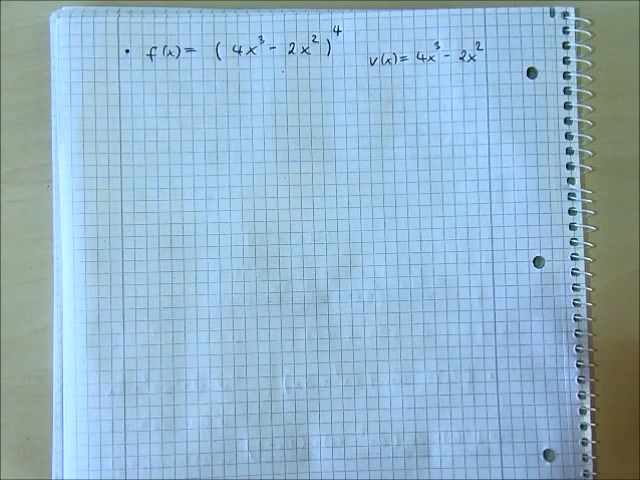 • f(x) = (4x³ - 2x²)⁴ v(x) = 4x³ - 2x²